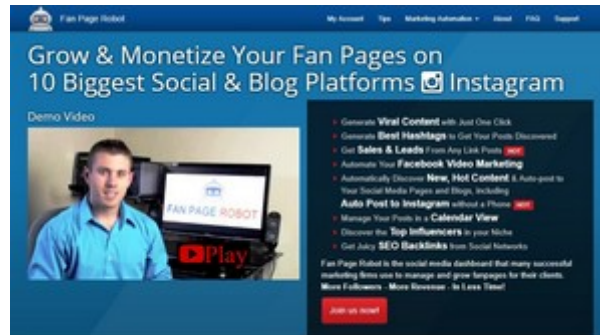 Fan Page Robot
My Account Tips Marketing Automation About FAQ Support
Grow & Monetize Your Fan Pages on
10 Biggest Social & Blog Platforms Instagram
Demo Video
FAN PAGE ROBOT
Play
Generate Viral Content with Just One Click
Generate Best Hashtags to Get Your Posts Discovered
Get Sales & Leads From Any Link Posts HOT
Automate Your Facebook Video Marketing
Automatically Discover New, Hot Content & Auto-post to
Your Social Media Pages and Blogs, Including
Auto Post to Instagram without a Phone HOT
Manage Your Posts in a Calendar View
Discover the Top Influencers in your Niche
Get Juicy SEO Backlinks from Social Networks
Fan Page Robot is the social media dashboard that many successful
marketing firms use to manage and grow fanpages for their clients.
More Followers - More Revenue - In Less Time!
Join us now!